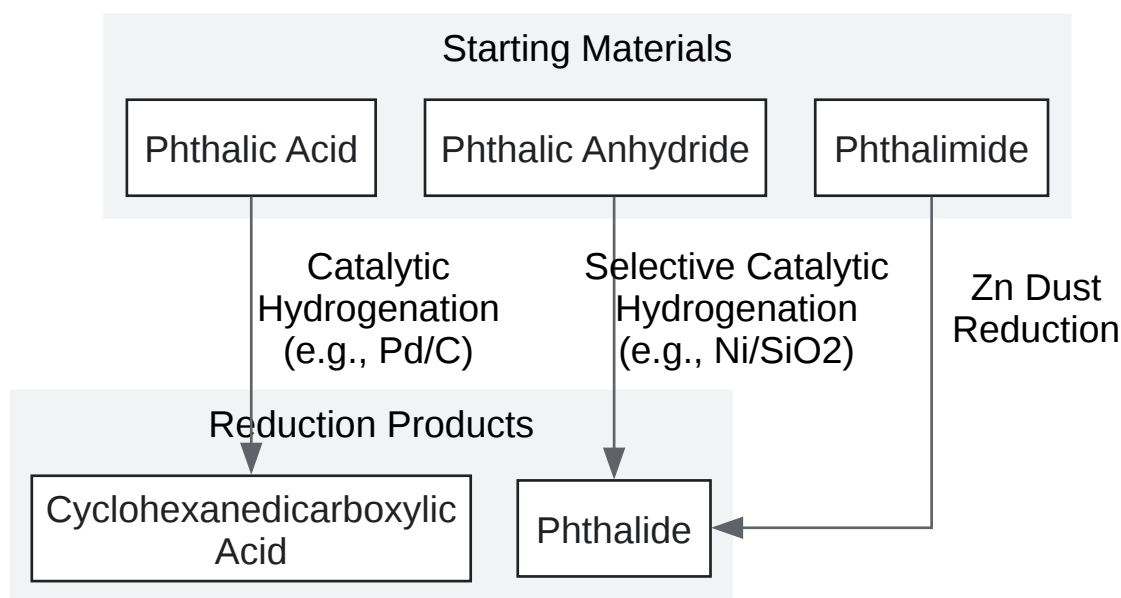 Starting Materials
Phthalic Acid
Phthalic Anhydride
Phthalimide
Catalytic
Hydrogenation
(e.g., Pd/C)
Selective Catalytic
Hydrogenation
(e.g., Ni/SiO2)
Zn Dust
Reduction
Reduction Products
Cyclohexanedicarboxylic
Acid
Phthalide